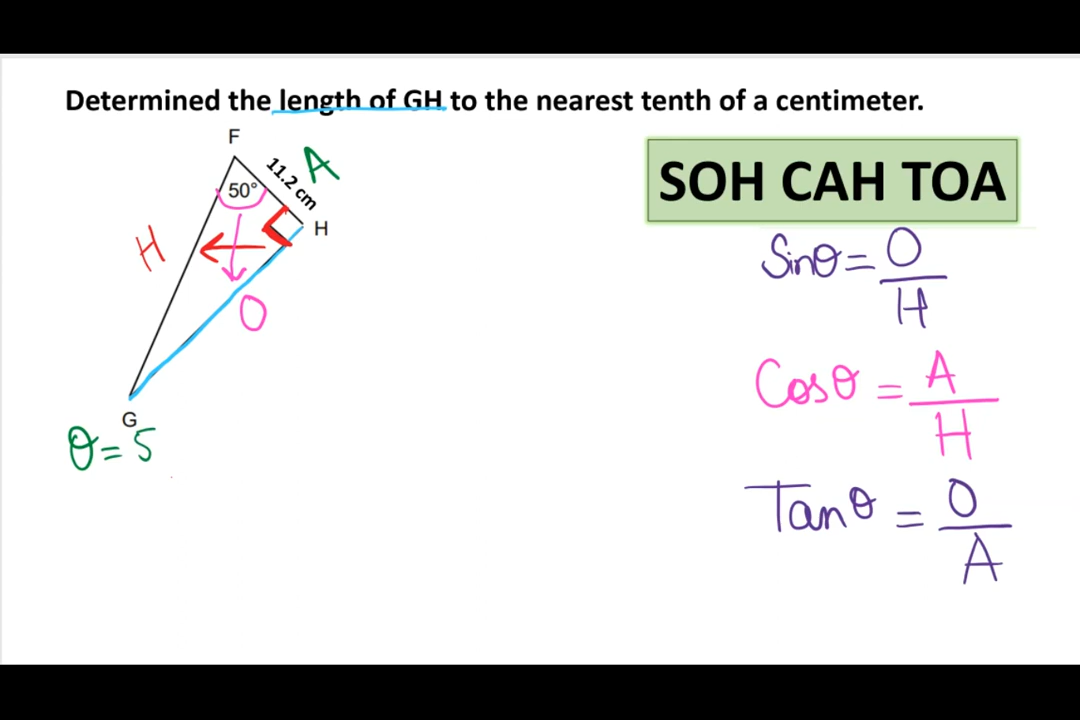 Determined the length of GH to the nearest tenth of a centimeter.
F
A
11.2 cm
50°
H
H
O
G
θ = 5
SOH CAH TOA
Sinθ = O
H
Cosθ = A
H
Tanθ = O
A